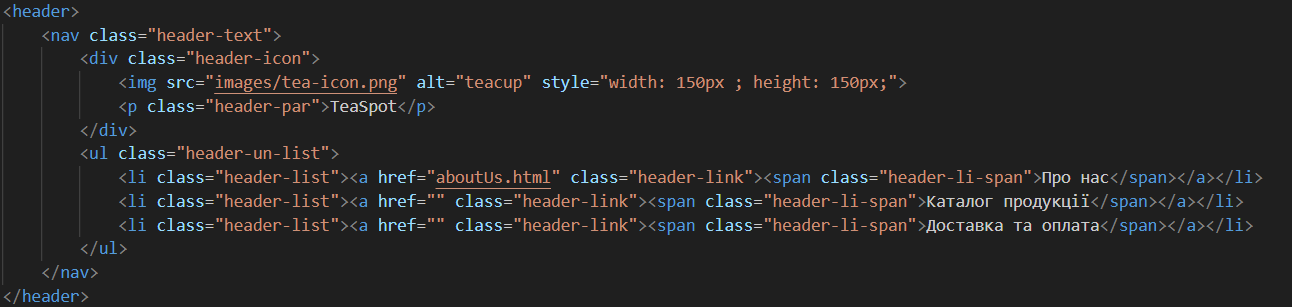 <header>
<nav class="header-text">
<div class="header-icon">
<img src="images/tea-icon.png" alt="teacup" style="width: 150px ; height: 150px;">
<p class="header-par">TeaSpot</p>
</div>
<ul class="header-un-list">
<li class="header-list"><a href="aboutUs.html" class="header-link"><span class="header-li-span">Про нас</span></a></li>
<li class="header-list"><a href="" class="header-link"><span class="header-li-span">Каталог продукції</span></a></li>
<li class="header-list"><a href="" class="header-link"><span class="header-li-span">Доставка та оплата</span></a></li>
</ul>
</nav>
</header>